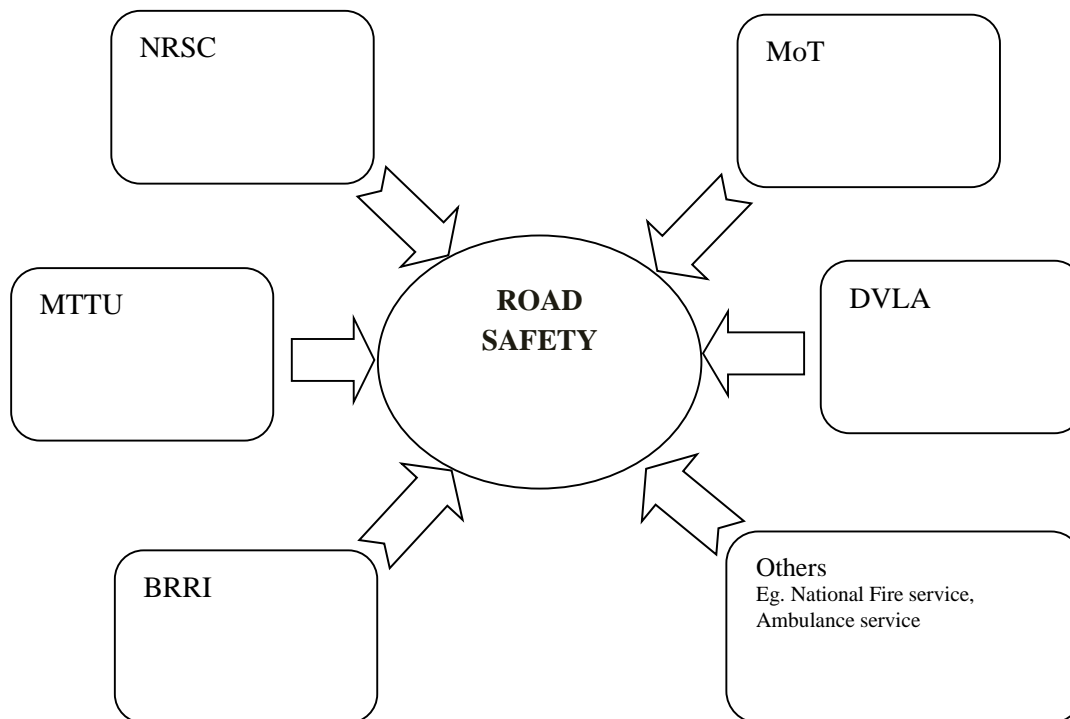 NRSC
MoT
ROAD
SAFETY
MTTU
DVLA
BRRI
Others
Eg. National Fire service,
Ambulance service